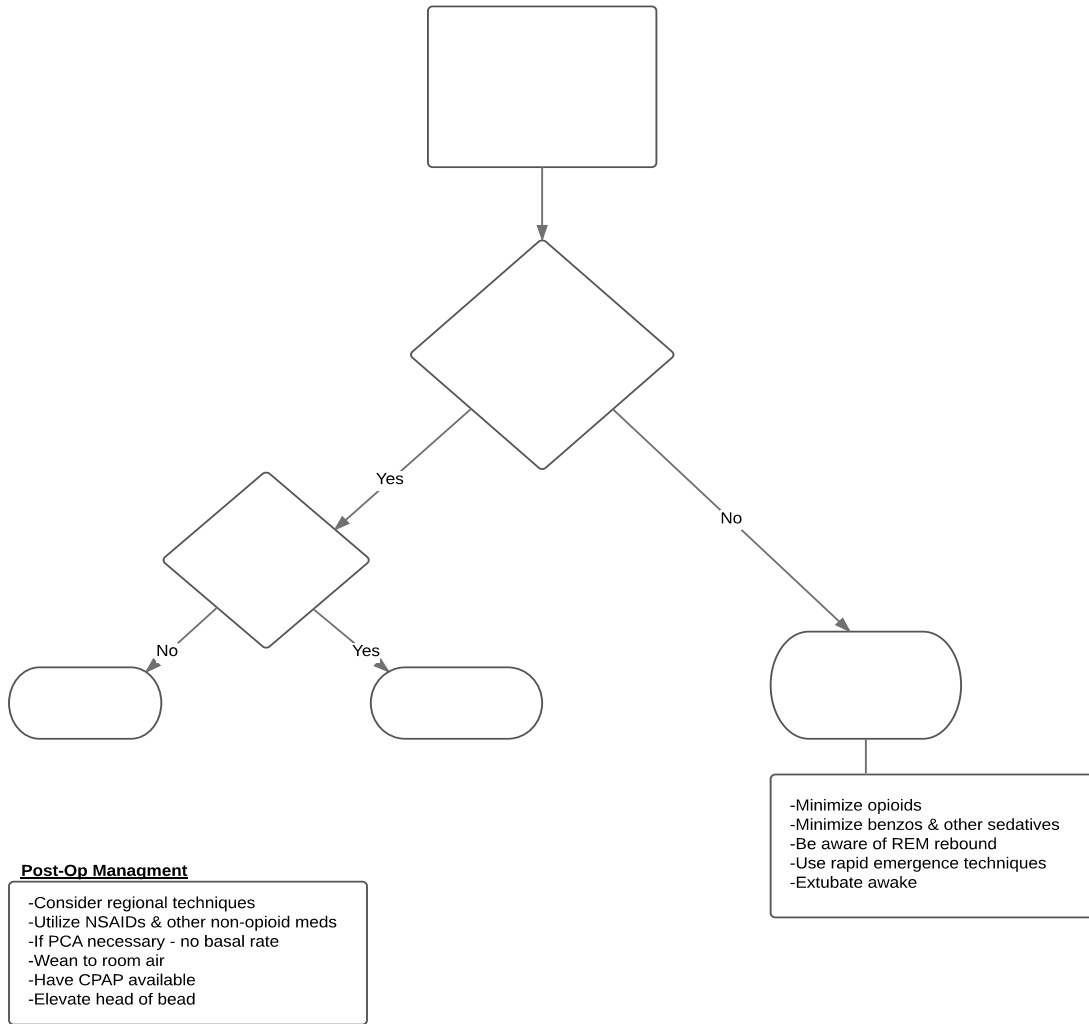 Yes
No
No
Yes
-Minimize opioids
-Minimize benzos & other sedatives
-Be aware of REM rebound
-Use rapid emergence techniques
-Extubate awake
Post-Op Managment
-Consider regional techniques
-Utilize NSAIDs & other non-opioid meds
-If PCA necessary - no basal rate
-Wean to room air
-Have CPAP available
-Elevate head of bead